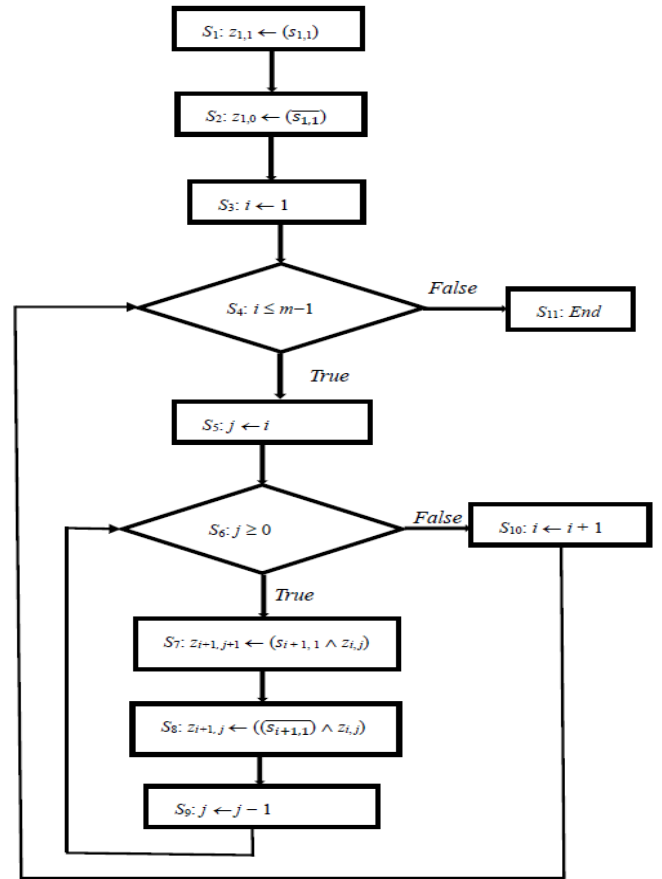 S₁: z₁,₁ ← (s₁,₁)
S₂: z₁,₀ ← (s̅₁̅,̅₁̅)
S₃: i ← 1
S₄: i ≤ m−1
False
S₁₁: End
True
S₅: j ← i
S₆: j ≥ 0
False
S₁₀: i ← i + 1
True
S₇: zᵢ₊₁, ⱼ₊₁ ← (sᵢ₊₁, ₁ ∧ zᵢ, ⱼ)
S₈: zᵢ₊₁, ⱼ ← ((s̅ᵢ̅₊̅₁̅,̅₁̅) ∧ zᵢ, ⱼ)
S₉: j ← j − 1